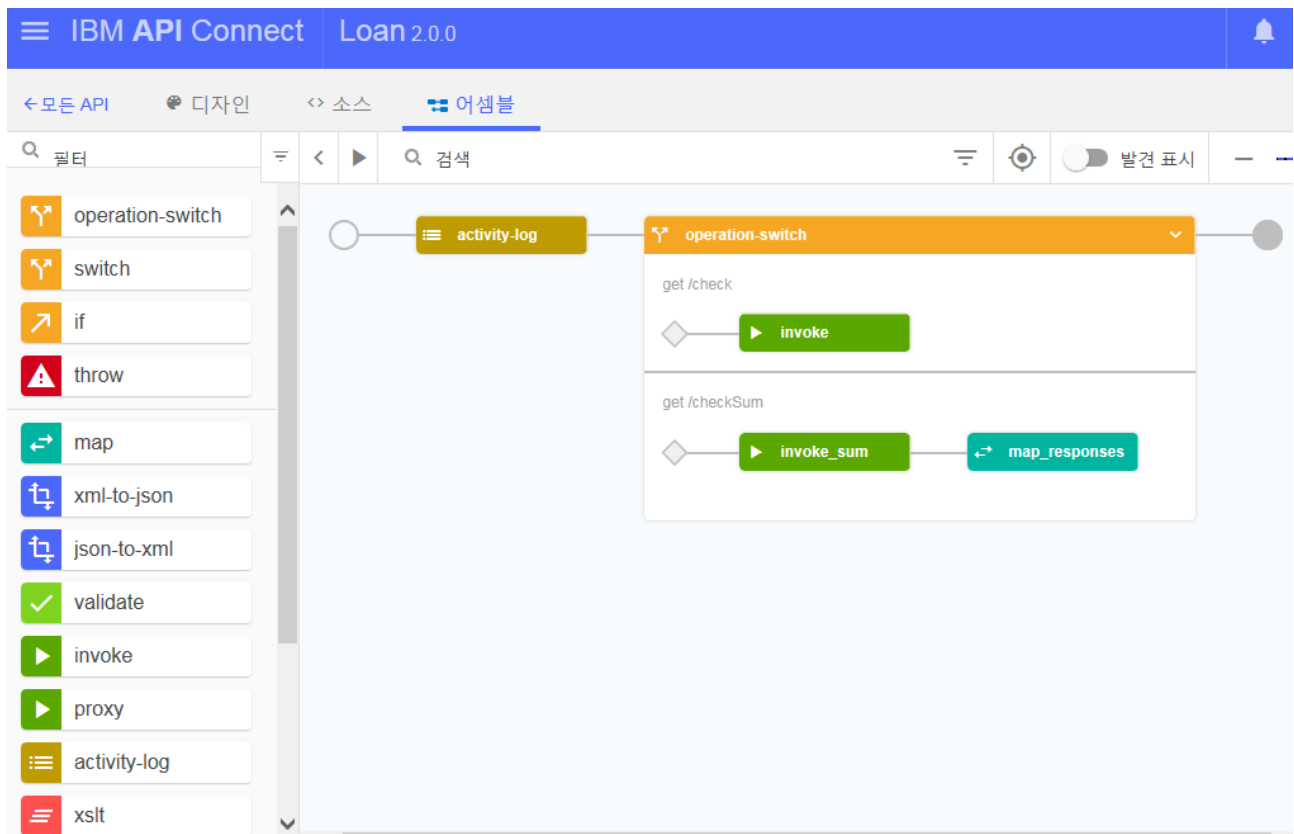 IBM API Connect Loan 2.0.0
모든 API 디자인 소스 어셈블
필터 검색 발견 표시
operation-switch
switch
if
throw
map
xml-to-json
json-to-xml
validate
invoke
proxy
activity-log
xslt
activity-log operation-switch
get /check
invoke
get /checkSum
invoke_sum map_responses